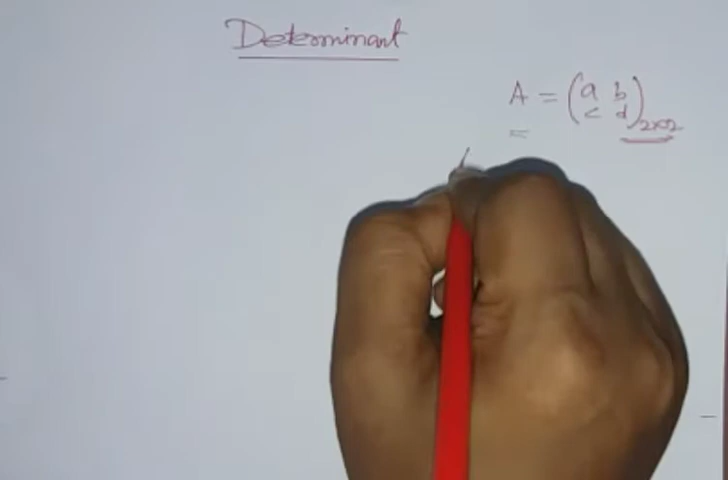 Determinant
A = (a b
c d)2×2
=